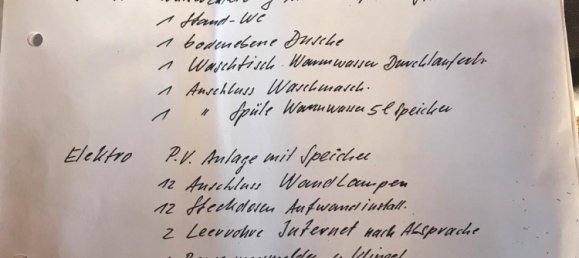 1 Stand-WC
1 bodenebene Dusche
1 Waschtisch Warmwasser Durchlauferh.
1 Anschluss Waschmasch.
1 " Spüle Warmwasser 5l Speicher
Elektro P.V. Anlage mit Speicher
12 Anschluss Wandlampen
12 Steckdosen Aufwandinstall.
2 Leerrohre Internet nach Absprache